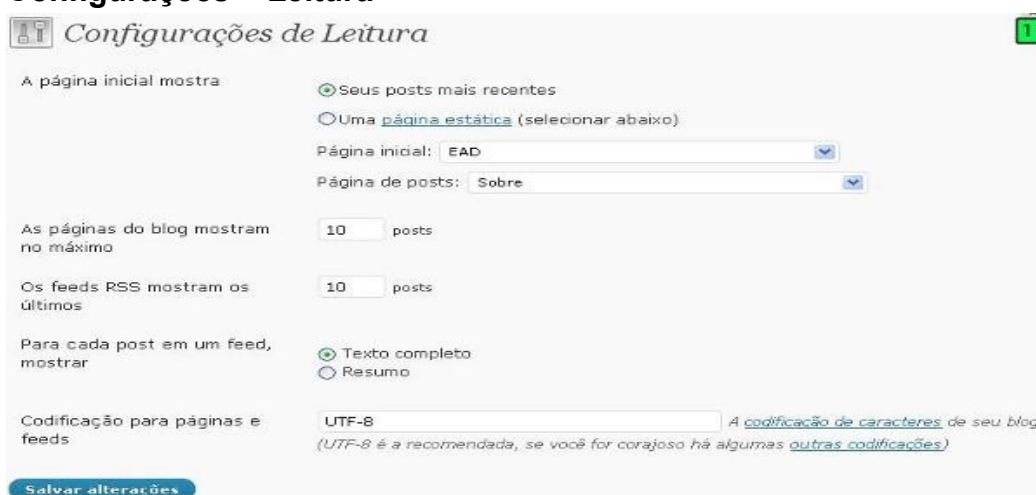 Configurações – Leitura
Configurações de Leitura
1
A página inicial mostra
Seus posts mais recentes
Uma página estática (selecionar abaixo)
Página inicial: EAD
Página de posts: Sobre
As páginas do blog mostram
no máximo
10 posts
Os feeds RSS mostram os
últimos
10 posts
Para cada post em um feed,
mostrar
Texto completo
Resumo
Codificação para páginas e
feeds
UTF-8 A codificação de caracteres de seu blog
(UTF-8 é a recomendada, se você for corajoso há algumas outras codificações)
Salvar alterações